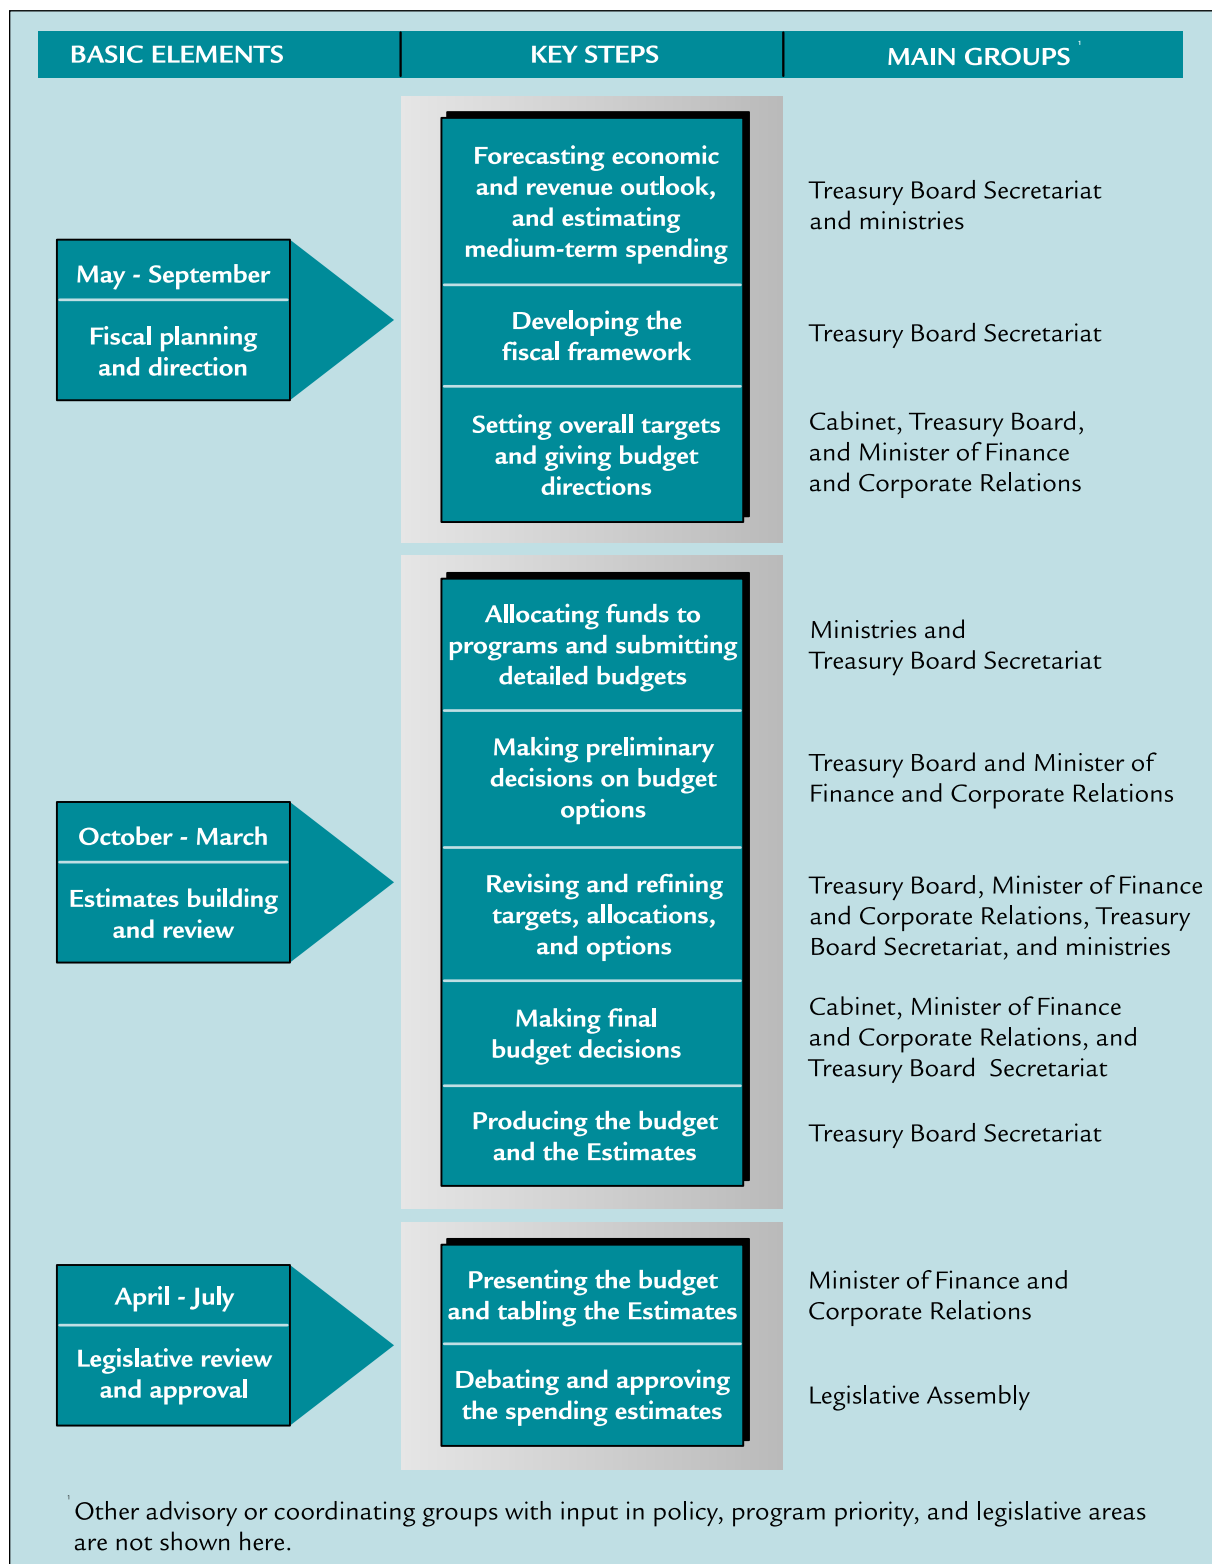 BASIC ELEMENTS
KEY STEPS
MAIN GROUPS 1
May - September
Fiscal planning
and direction
Forecasting economic
and revenue outlook,
and estimating
medium-term spending
Treasury Board Secretariat
and ministries
Developing the
fiscal framework
Treasury Board Secretariat
Setting overall targets
and giving budget
directions
Cabinet, Treasury Board,
and Minister of Finance
and Corporate Relations
October - March
Estimates building
and review
Allocating funds to
programs and submitting
detailed budgets
Ministries and
Treasury Board Secretariat
Making preliminary
decisions on budget
options
Treasury Board and Minister of
Finance and Corporate Relations
Revising and refining
targets, allocations,
and options
Treasury Board, Minister of Finance
and Corporate Relations, Treasury
Board Secretariat, and ministries
Making final
budget decisions
Cabinet, Minister of Finance
and Corporate Relations, and
Treasury Board Secretariat
Producing the budget
and the Estimates
Treasury Board Secretariat
April - July
Legislative review
and approval
Presenting the budget
and tabling the Estimates
Minister of Finance and
Corporate Relations
Debating and approving
the spending estimates
Legislative Assembly
1 Other advisory or coordinating groups with input in policy, program priority, and legislative areas
are not shown here.